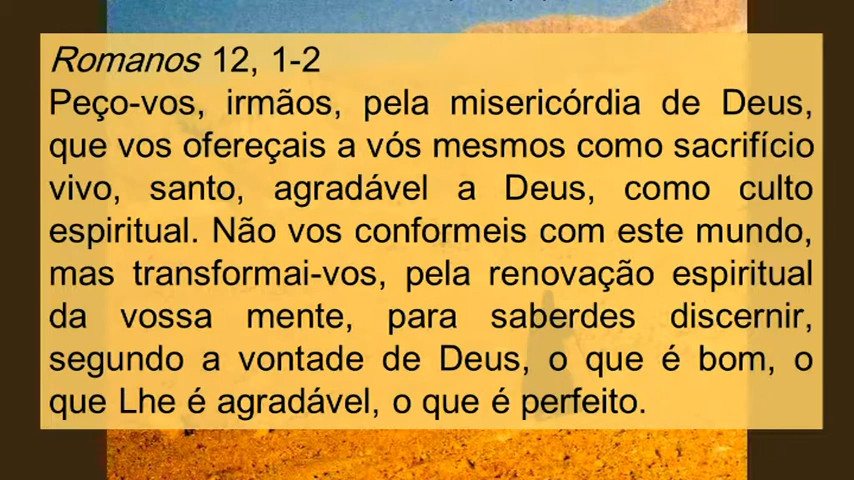 Romanos 12, 1-2
Peço-vos, irmãos, pela misericórdia de Deus,
que vos ofereçais a vós mesmos como sacrifício
vivo, santo, agradável a Deus, como culto
espiritual. Não vos conformeis com este mundo,
mas transformai-vos, pela renovação espiritual
da vossa mente, para saberdes discernir,
segundo a vontade de Deus, o que é bom, o
que Lhe é agradável, o que é perfeito.